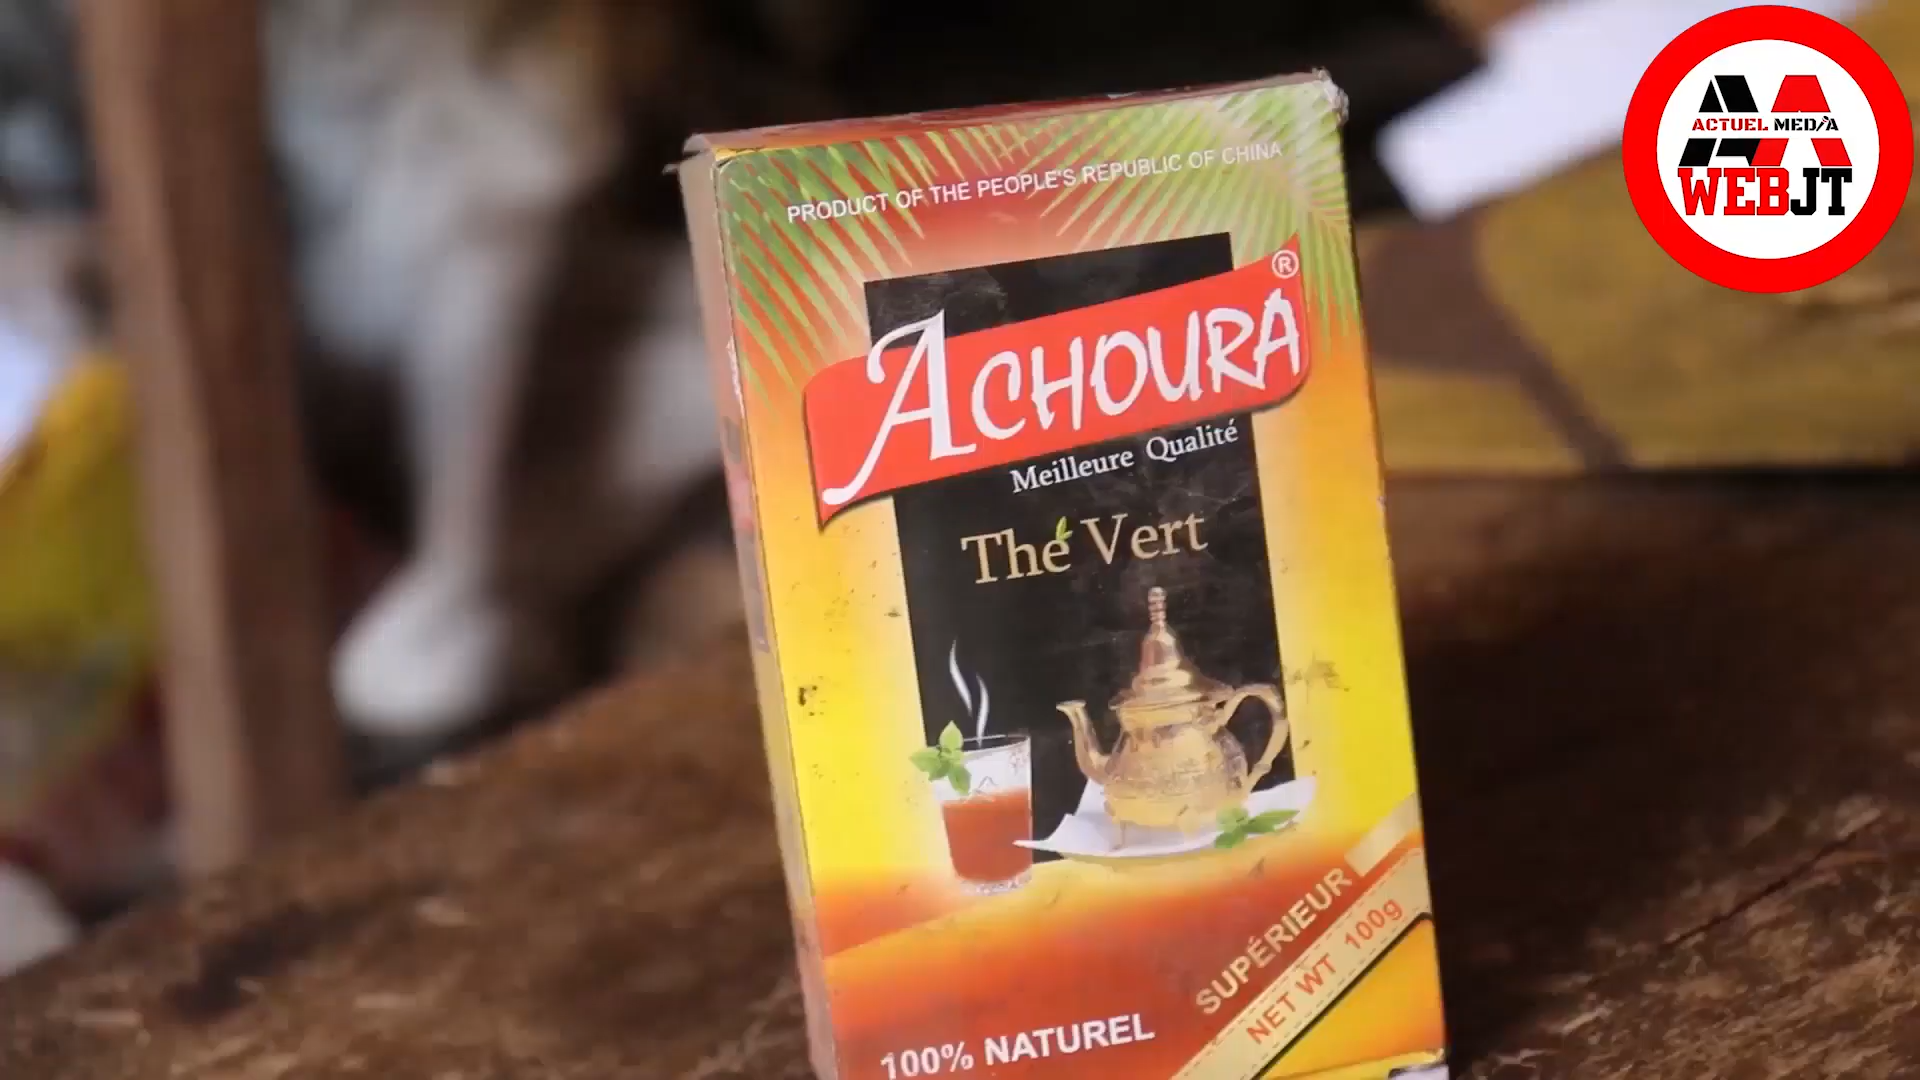 PRODUCT OF THE PEOPLE'S REPUBLIC OF CHINA
ACHOURA ®
Meilleure Qualité
Thé Vert
SUPÉRIEUR
NET WT 100g
100% NATUREL
ACTUEL MEDIA
WEBJT